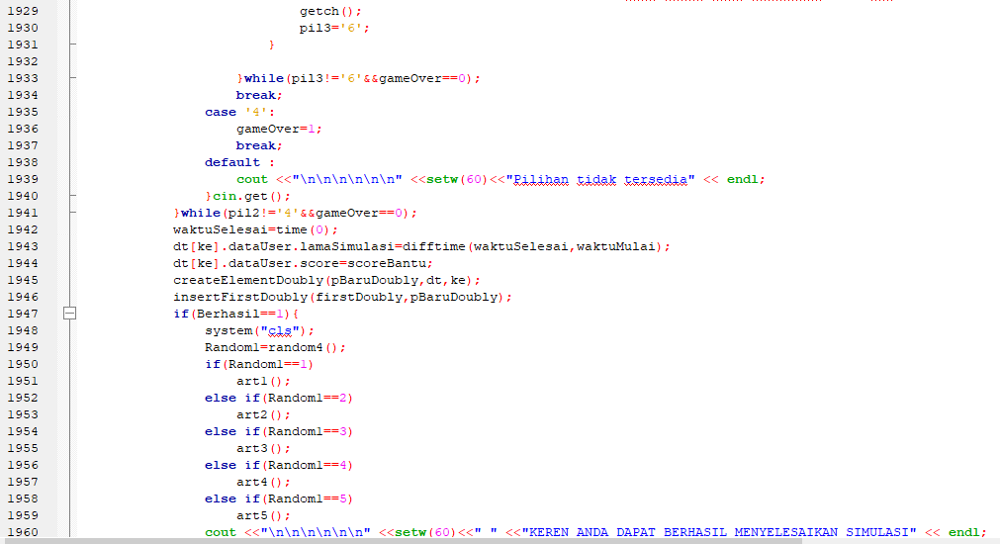 1929 getch();
1930 pil3='6';
1931 }
1932
1933 }while(pil3!='6'&&gameOver==0);
1934 break;
1935 case '4':
1936 gameOver=1;
1937 break;
1938 default :
1939 cout <<"\n\n\n\n\n\n" <<setw(60)<<"Pilihan tidak tersedia" << endl;
1940 }cin.get();
1941 }while(pil2!='4'&&gameOver==0);
1942 waktuSelesai=time(0);
1943 dt[ke].dataUser.lamaSimulasi=difftime(waktuSelesai,waktuMulai);
1944 dt[ke].dataUser.score=scoreBantu;
1945 createElementDoubly(pBaruDoubly,dt,ke);
1946 insertFirstDoubly(firstDoubly,pBaruDoubly);
1947 if(Berhasil==1){
1948 system("cls");
1949 Random1=random4();
1950 if(Random1==1)
1951 art1();
1952 else if(Random1==2)
1953 art2();
1954 else if(Random1==3)
1955 art3();
1956 else if(Random1==4)
1957 art4();
1958 else if(Random1==5)
1959 art5();
1960 cout <<"\n\n\n\n\n\n" <<setw(60)<<" " <<"KEREN ANDA DAPAT BERHASIL MENYELESAIKAN SIMULASI" << endl;